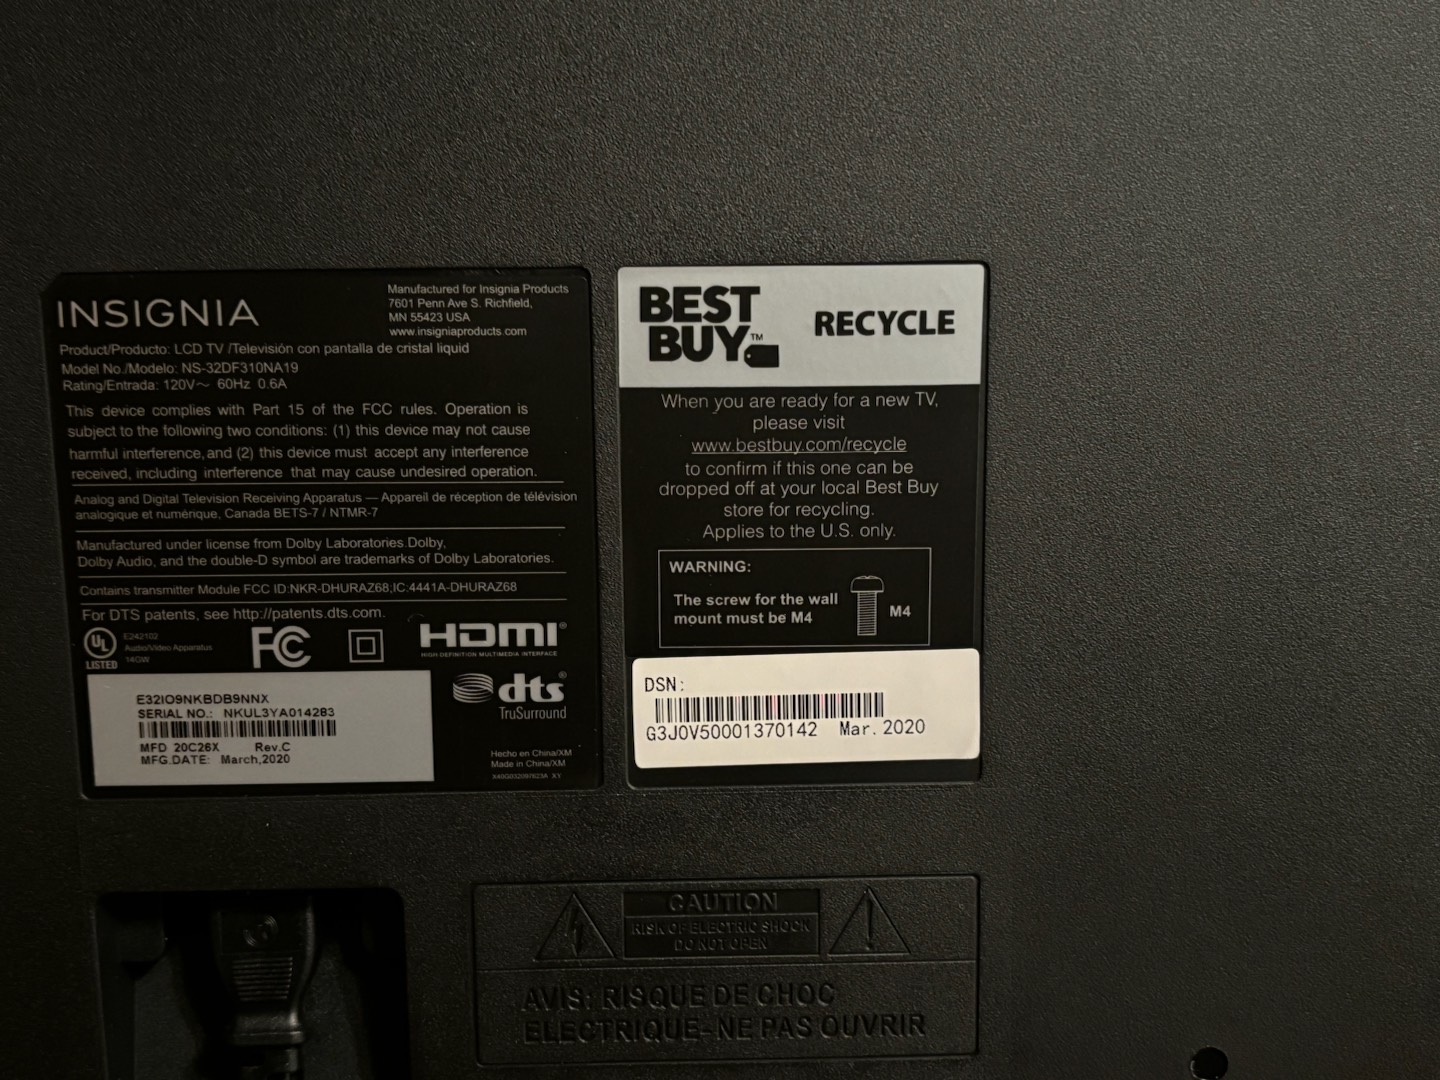 INSIGNIA
Manufactured for Insignia Products
7601 Penn Ave S. Richfield,
MN 55423 USA
www.insigniaproducts.com
Product/Producto: LCD TV /Televisión con pantalla de cristal liquid
Model No./Modelo: NS-32DF310NA19
Rating/Entrada: 120V～ 60Hz 0.6A
This device complies with Part 15 of the FCC rules. Operation is
subject to the following two conditions: (1) this device may not cause
harmful interference, and (2) this device must accept any interference
received, including interference that may cause undesired operation.
Analog and Digital Television Receiving Apparatus — Appareil de réception de télévision
analogique et numérique, Canada BETS-7 / NTMR-7
Manufactured under license from Dolby Laboratories.Dolby,
Dolby Audio, and the double-D symbol are trademarks of Dolby Laboratories.
Contains transmitter Module FCC ID:NKR-DHURAZ68;IC:4441A-DHURAZ68
For DTS patents, see http://patents.dts.com.
UL
LISTED
E242102
Audio/Video Apparatus
14GW
FC
HDMI®
HIGH-DEFINITION MULTIMEDIA INTERFACE
dts®
TruSurround
E32IO9NKBDB9NNX
SERIAL NO.: NKUL3YA014283
MFD 20C26X Rev.C
MFG.DATE: March,2020
Hecho en China/XM
Made in China/XM
BEST
BUY™
RECYCLE
When you are ready for a new TV,
please visit
www.bestbuy.com/recycle
to confirm if this one can be
dropped off at your local Best Buy
store for recycling.
Applies to the U.S. only.
WARNING:
The screw for the wall
mount must be M4
M4
DSN:
G3J0V50001370142 Mar. 2020
CAUTION
RISK OF ELECTRIC SHOCK
DO NOT OPEN
AVIS: RISQUE DE CHOC
ELECTRIQUE-NE PAS OUVRIR